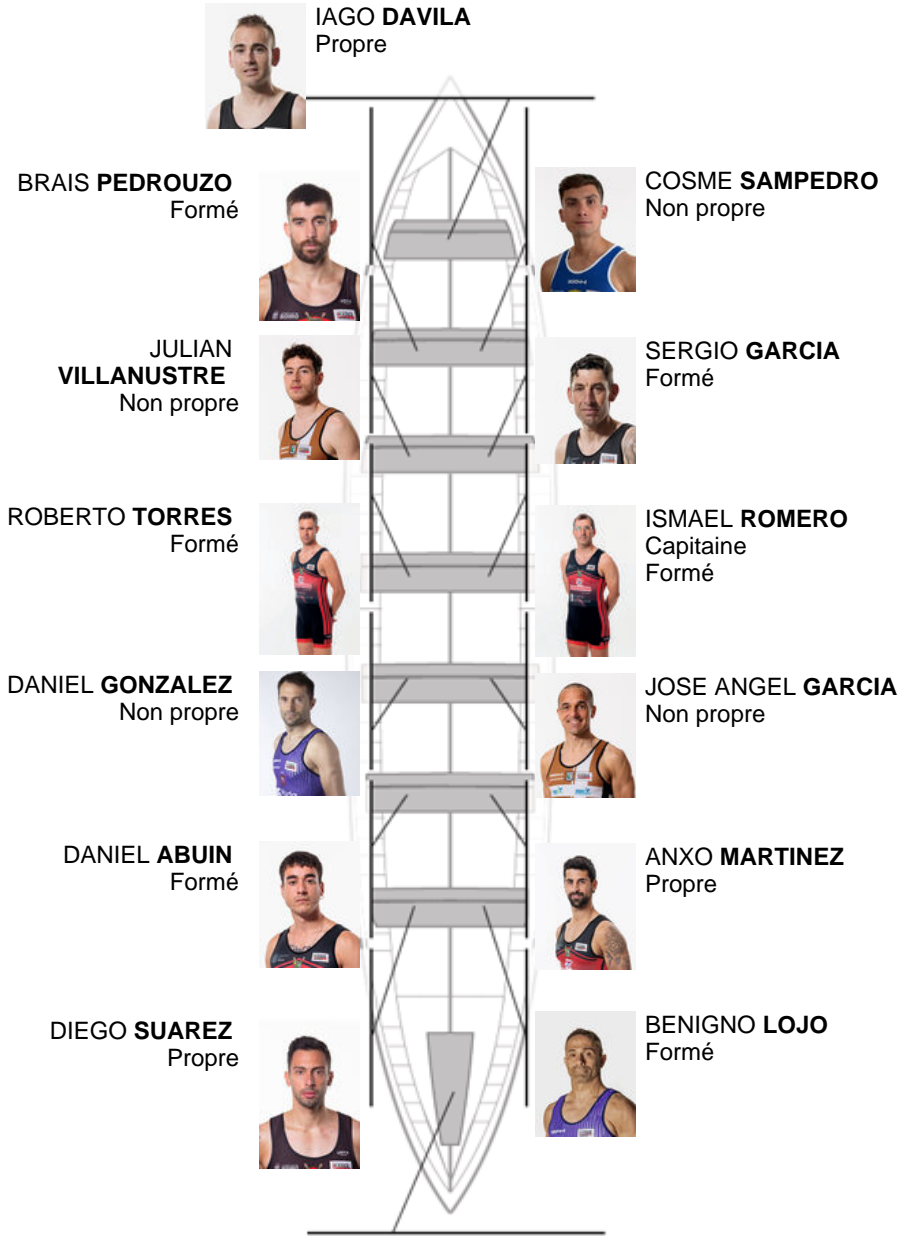 IAGO DAVILA
Propre
BRAIS PEDROUZO
Formé
COSME SAMPEDRO
Non propre
JULIAN
VILLANUSTRE
Non propre
SERGIO GARCIA
Formé
ROBERTO TORRES
Formé
ISMAEL ROMERO
Capitaine
Formé
DANIEL GONZALEZ
Non propre
JOSE ANGEL GARCIA
Non propre
DANIEL ABUIN
Formé
ANXO MARTINEZ
Propre
DIEGO SUAREZ
Propre
BENIGNO LOJO
Formé